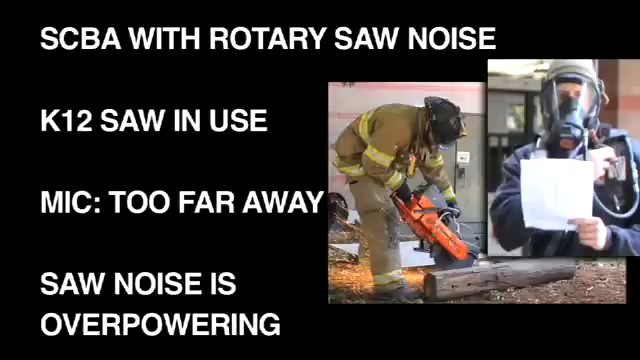 SCBA WITH ROTARY SAW NOISE
K12 SAW IN USE
MIC: TOO FAR AWAY
SAW NOISE IS
OVERPOWERING